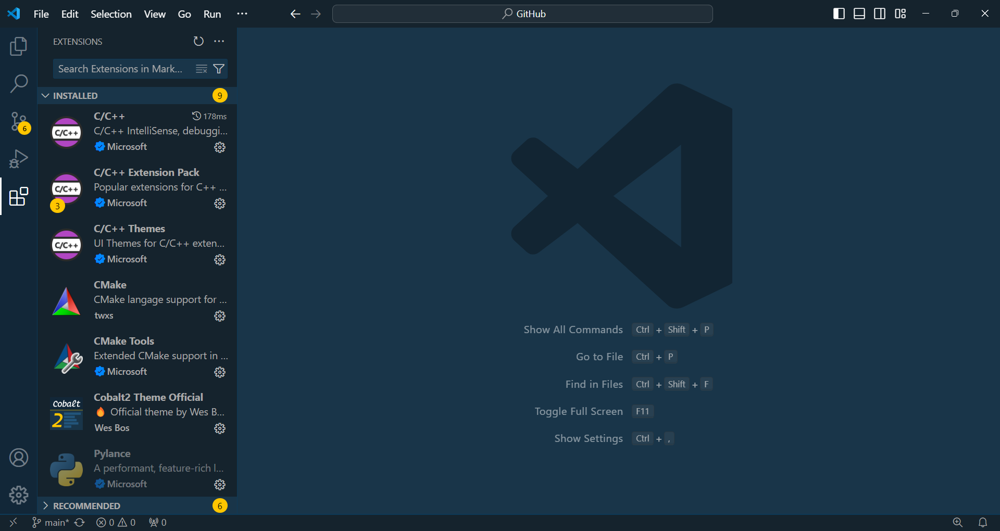 File Edit Selection View Go Run ···
GitHub
EXTENSIONS
Search Extensions in Mark...
INSTALLED 9
C/C++ 178ms
C/C++ IntelliSense, debuggi...
Microsoft
C/C++
C/C++ Extension Pack
Popular extensions for C++ ...
Microsoft
C/C++
3
C/C++ Themes
UI Themes for C/C++ exten...
Microsoft
C/C++
CMake
CMake langage support for ...
twxs
CMake Tools
Extended CMake support in ...
Microsoft
Cobalt2 Theme Official
Official theme by Wes B...
Wes Bos
Cobalt
2
Pylance
A performant, feature-rich l...
Microsoft
RECOMMENDED 6
6
Show All Commands Ctrl + Shift + P
Go to File Ctrl + P
Find in Files Ctrl + Shift + F
Toggle Full Screen F11
Show Settings Ctrl + ,
main* 0 0 0